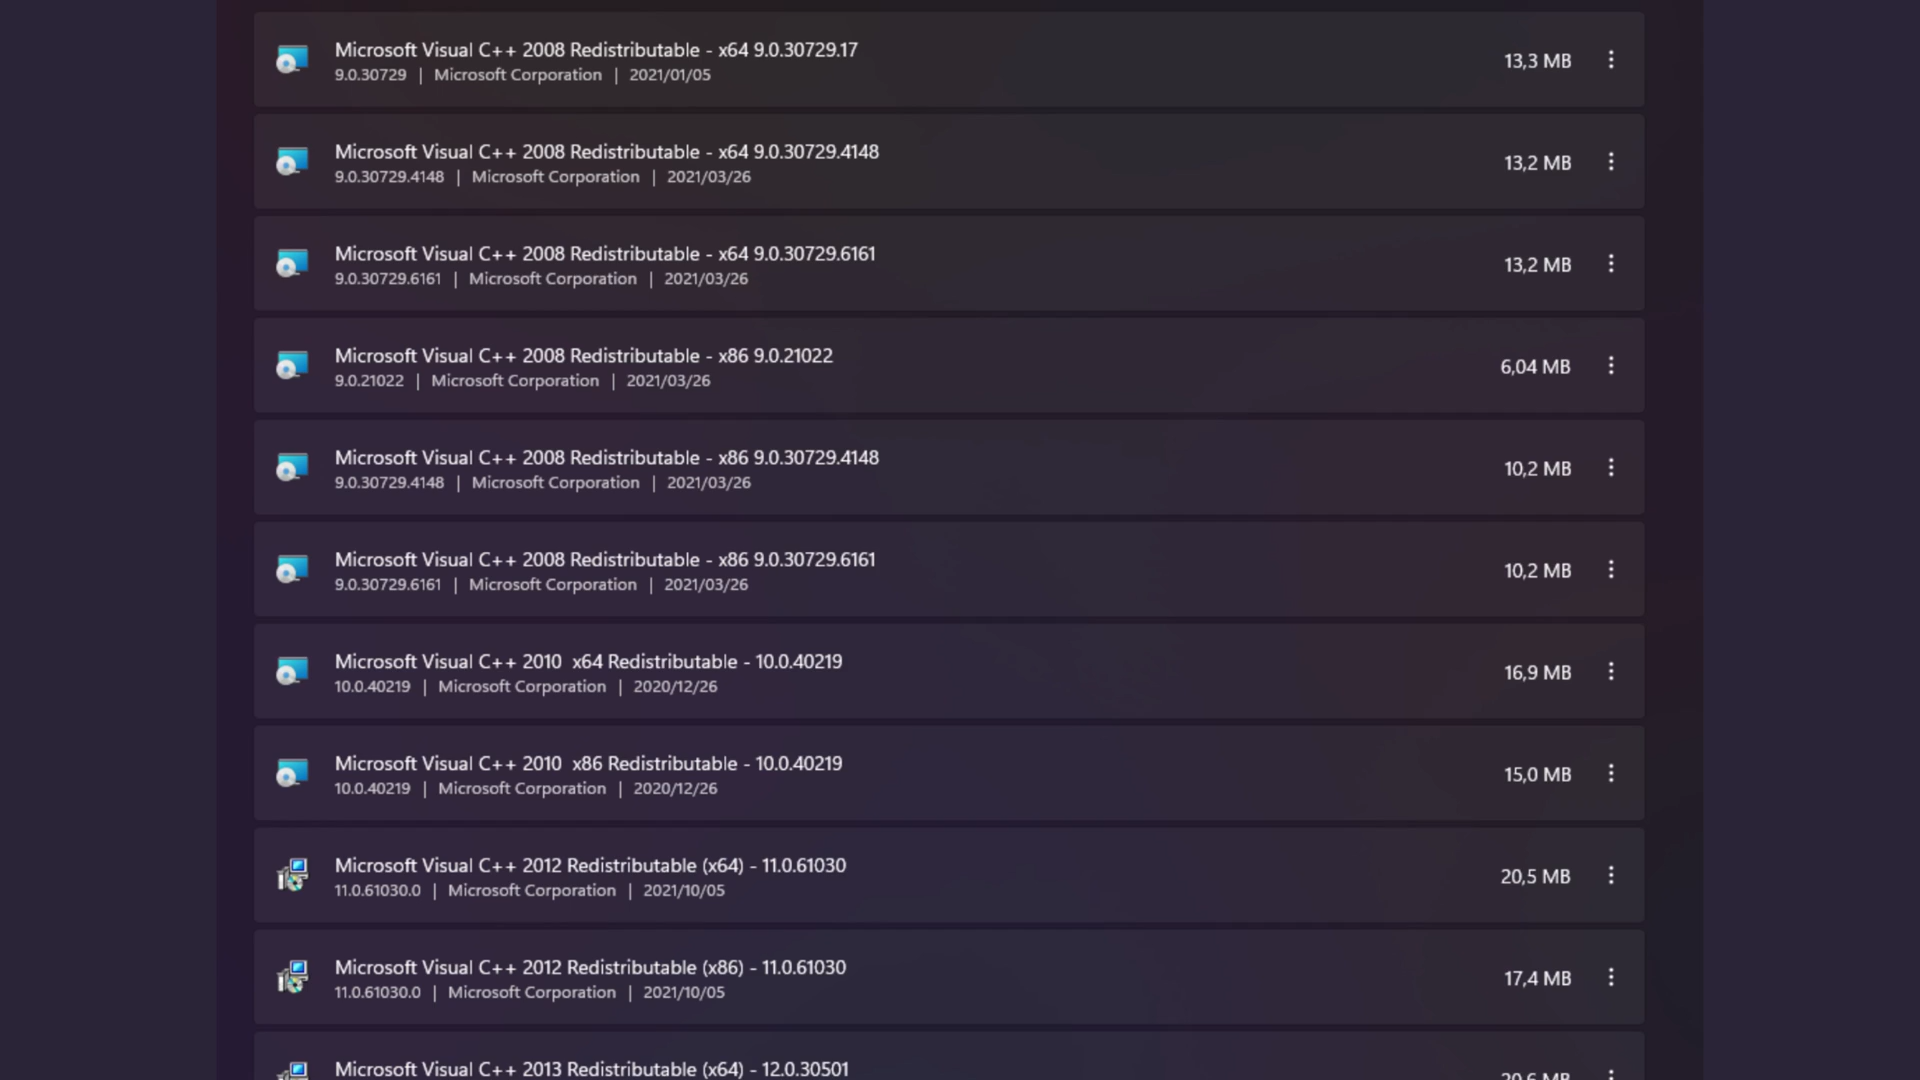 Microsoft Visual C++ 2008 Redistributable - x64 9.0.30729.17
9.0.30729 | Microsoft Corporation | 2021/01/05
13,3 MB
Microsoft Visual C++ 2008 Redistributable - x64 9.0.30729.4148
9.0.30729.4148 | Microsoft Corporation | 2021/03/26
13,2 MB
Microsoft Visual C++ 2008 Redistributable - x64 9.0.30729.6161
9.0.30729.6161 | Microsoft Corporation | 2021/03/26
13,2 MB
Microsoft Visual C++ 2008 Redistributable - x86 9.0.21022
9.0.21022 | Microsoft Corporation | 2021/03/26
6,04 MB
Microsoft Visual C++ 2008 Redistributable - x86 9.0.30729.4148
9.0.30729.4148 | Microsoft Corporation | 2021/03/26
10,2 MB
Microsoft Visual C++ 2008 Redistributable - x86 9.0.30729.6161
9.0.30729.6161 | Microsoft Corporation | 2021/03/26
10,2 MB
Microsoft Visual C++ 2010  x64 Redistributable - 10.0.40219
10.0.40219 | Microsoft Corporation | 2020/12/26
16,9 MB
Microsoft Visual C++ 2010  x86 Redistributable - 10.0.40219
10.0.40219 | Microsoft Corporation | 2020/12/26
15,0 MB
Microsoft Visual C++ 2012 Redistributable (x64) - 11.0.61030
11.0.61030.0 | Microsoft Corporation | 2021/10/05
20,5 MB
Microsoft Visual C++ 2012 Redistributable (x86) - 11.0.61030
11.0.61030.0 | Microsoft Corporation | 2021/10/05
17,4 MB
Microsoft Visual C++ 2013 Redistributable (x64) - 12.0.30501
20,6 MB